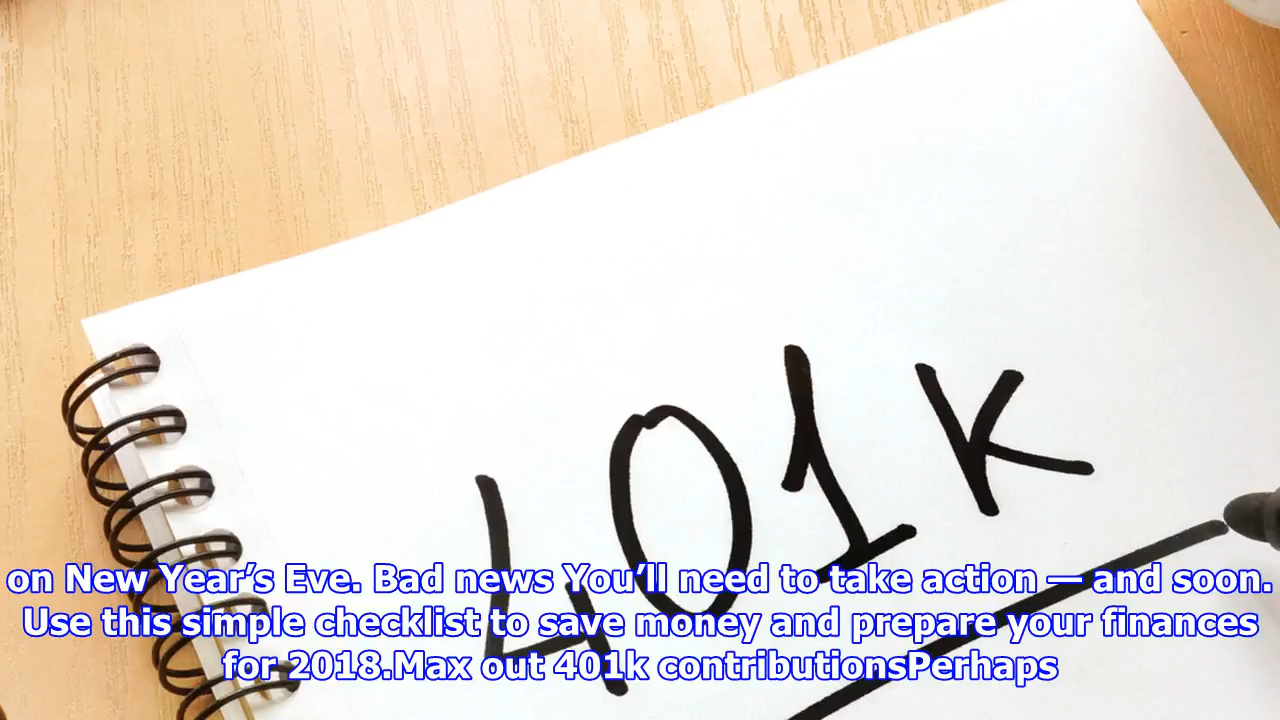 401k
on New Year’s Eve. Bad news You’ll need to take action — and soon.
Use this simple checklist to save money and prepare your finances
for 2018.Max out 401k contributionsPerhaps